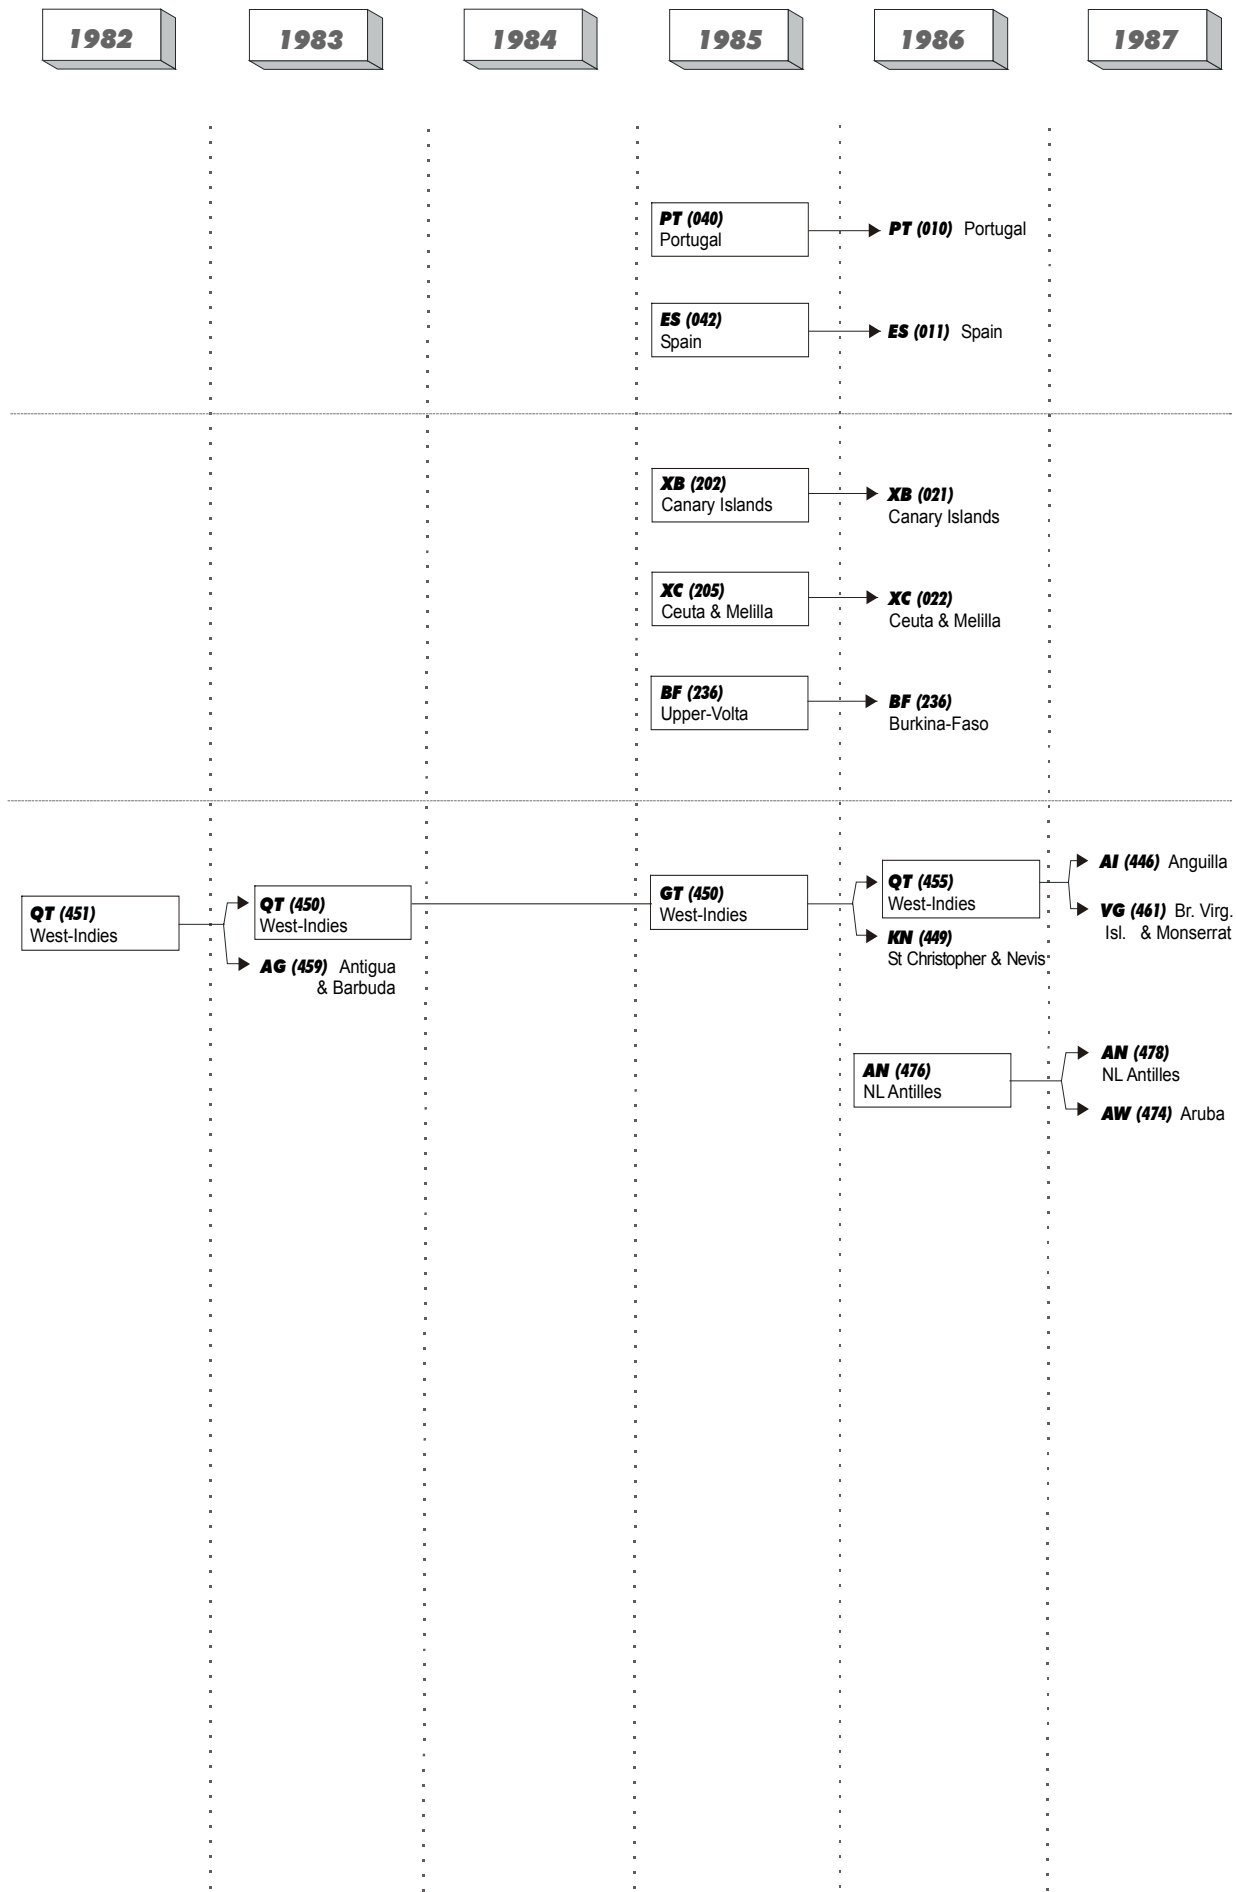 1982 1983 1984 1985 1986 1987
PT (040)
Portugal
PT (010) Portugal
ES (042)
Spain
ES (011) Spain
XB (202)
Canary Islands
XB (021)
Canary Islands
XC (205)
Ceuta & Melilla
XC (022)
Ceuta & Melilla
BF (236)
Upper-Volta
BF (236)
Burkina-Faso
QT (451)
West-Indies
QT (450)
West-Indies
AG (459) Antigua
& Barbuda
GT (450)
West-Indies
QT (455)
West-Indies
KN (449)
St Christopher & Nevis
AI (446) Anguilla
VG (461) Br. Virg.
Isl. & Monserrat
AN (476)
NL Antilles
AN (478)
NL Antilles
AW (474) Aruba